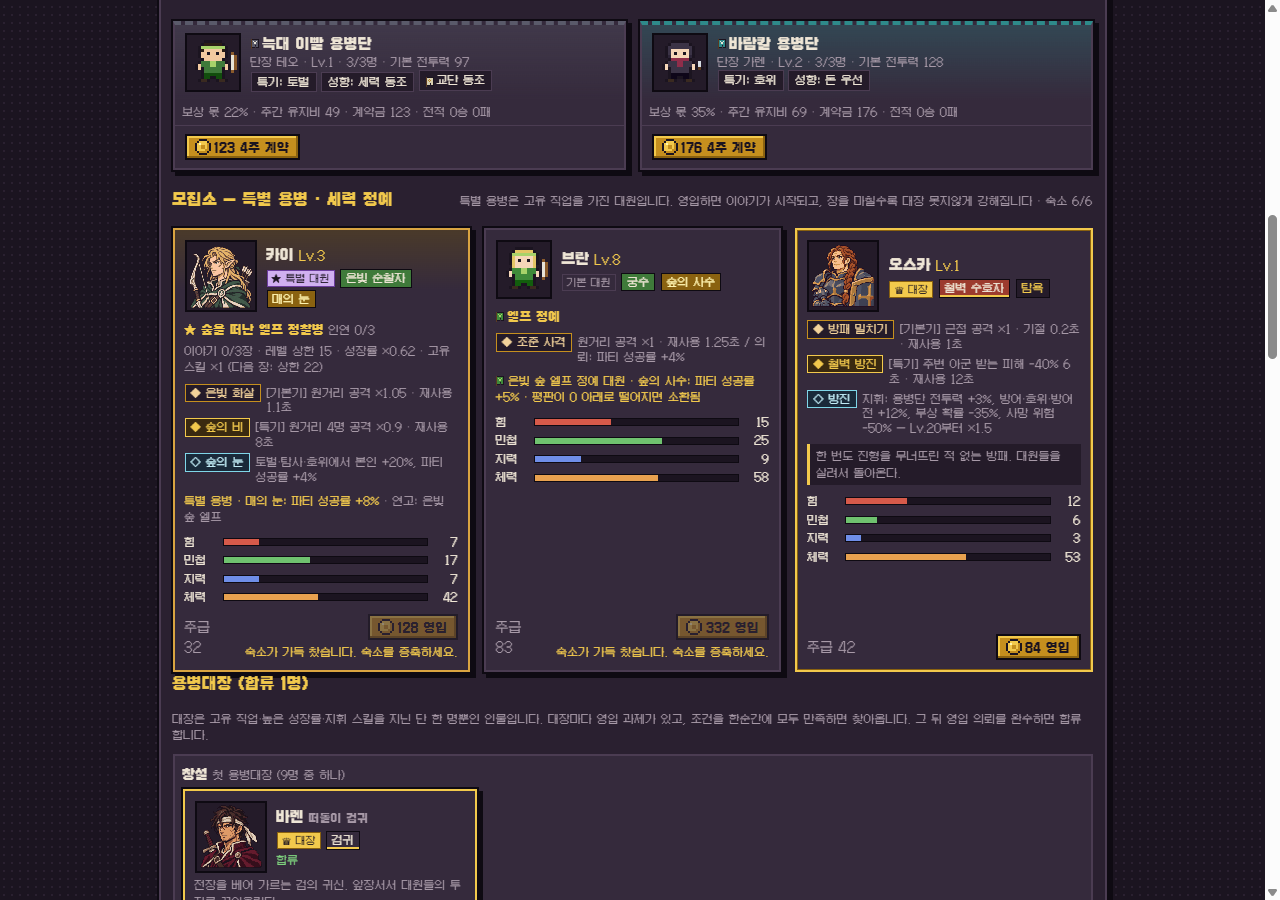 늑대 이빨 용병단
단장 테오 · Lv.1 · 3/3명 · 기본 전투력 97
특기: 토벌 성향: 세력 동조 교단 동조
보상 몫 22% · 주간 유지비 49 · 계약금 123 · 전적 0승 0패
123 4주 계약
바람칼 용병단
단장 가렌 · Lv.2 · 3/3명 · 기본 전투력 128
특기: 호위 성향: 돈 우선
보상 몫 35% · 주간 유지비 69 · 계약금 176 · 전적 0승 0패
176 4주 계약
모집소 — 특별 용병 · 세력 정예
특별 용병은 고유 직업을 가진 대원입니다. 영입하면 이야기가 시작되고, 장을 마칠수록 대장 못지않게 강해집니다 · 숙소 6/6
카이 Lv.3
★ 특별 대원 은빛 순찰자
매의 눈
★ 숲을 떠난 엘프 정찰병 인연 0/3
이야기 0/3장 · 레벨 상한 15 · 성장률 ×0.62 · 고유
스킬 ×1 (다음 장: 상한 22)
◆ 은빛 화살 [기본기] 원거리 공격 ×1.05 · 재사용
1.1초
◆ 숲의 비 [특기] 원거리 4명 공격 ×0.9 · 재사용
8초
◇ 숲의 눈 토벌·탐사·호위에서 본인 +20%, 파티
성공률 +4%
특별 용병 · 매의 눈: 파티 성공률 +8% · 연고: 은빛
숲 엘프
힘 7
민첩 17
지력 7
체력 42
주급
32
128 영입
숙소가 가득 찼습니다. 숙소를 증축하세요.
브란 Lv.8
기본 대원 궁수 숲의 사수
엘프 정예
◆ 조준 사격 원거리 공격 ×1 · 재사용 1.25초 / 의
뢰: 파티 성공률 +4%
은빛 숲 엘프 정예 대원 · 숲의 사수: 파티 성공률
+5% · 평판이 0 아래로 떨어지면 소환됨
힘 15
민첩 25
지력 9
체력 58
주급
83
332 영입
숙소가 가득 찼습니다. 숙소를 증축하세요.
오스카 Lv.1
♛ 대장 철벽 수호자 탐욕
◆ 방패 밀치기 [기본기] 근접 공격 ×1 · 기절 0.2초
· 재사용 1초
◆ 철벽 방진 [특기] 주변 아군 받는 피해 -40% 6
초 · 재사용 12초
◇ 방진 지휘: 용병단 전투력 +3%, 방어·호위·방어
전 +12%, 부상 확률 -35%, 사망 위험
-50% — Lv.20부터 ×1.5
한 번도 진형을 무너뜨린 적 없는 방패. 대원들을
살려서 돌아온다.
힘 12
민첩 6
지력 3
체력 53
주급 42
84 영입
용병대장 (합류 1명)
대장은 고유 직업·높은 성장률·지휘 스킬을 지닌 단 한 명뿐인 인물입니다. 대장마다 영입 과제가 있고, 조건을 한순간에 모두 만족하면 찾아옵니다. 그 뒤 영입 의뢰를 완수하면 합류
합니다.
창설 첫 용병대장 (9명 중 하나)
바렌 떠돌이 검귀
♛ 대장 검귀
합류
전장을 베어 가르는 검의 귀신. 앞장서서 대원들의 투